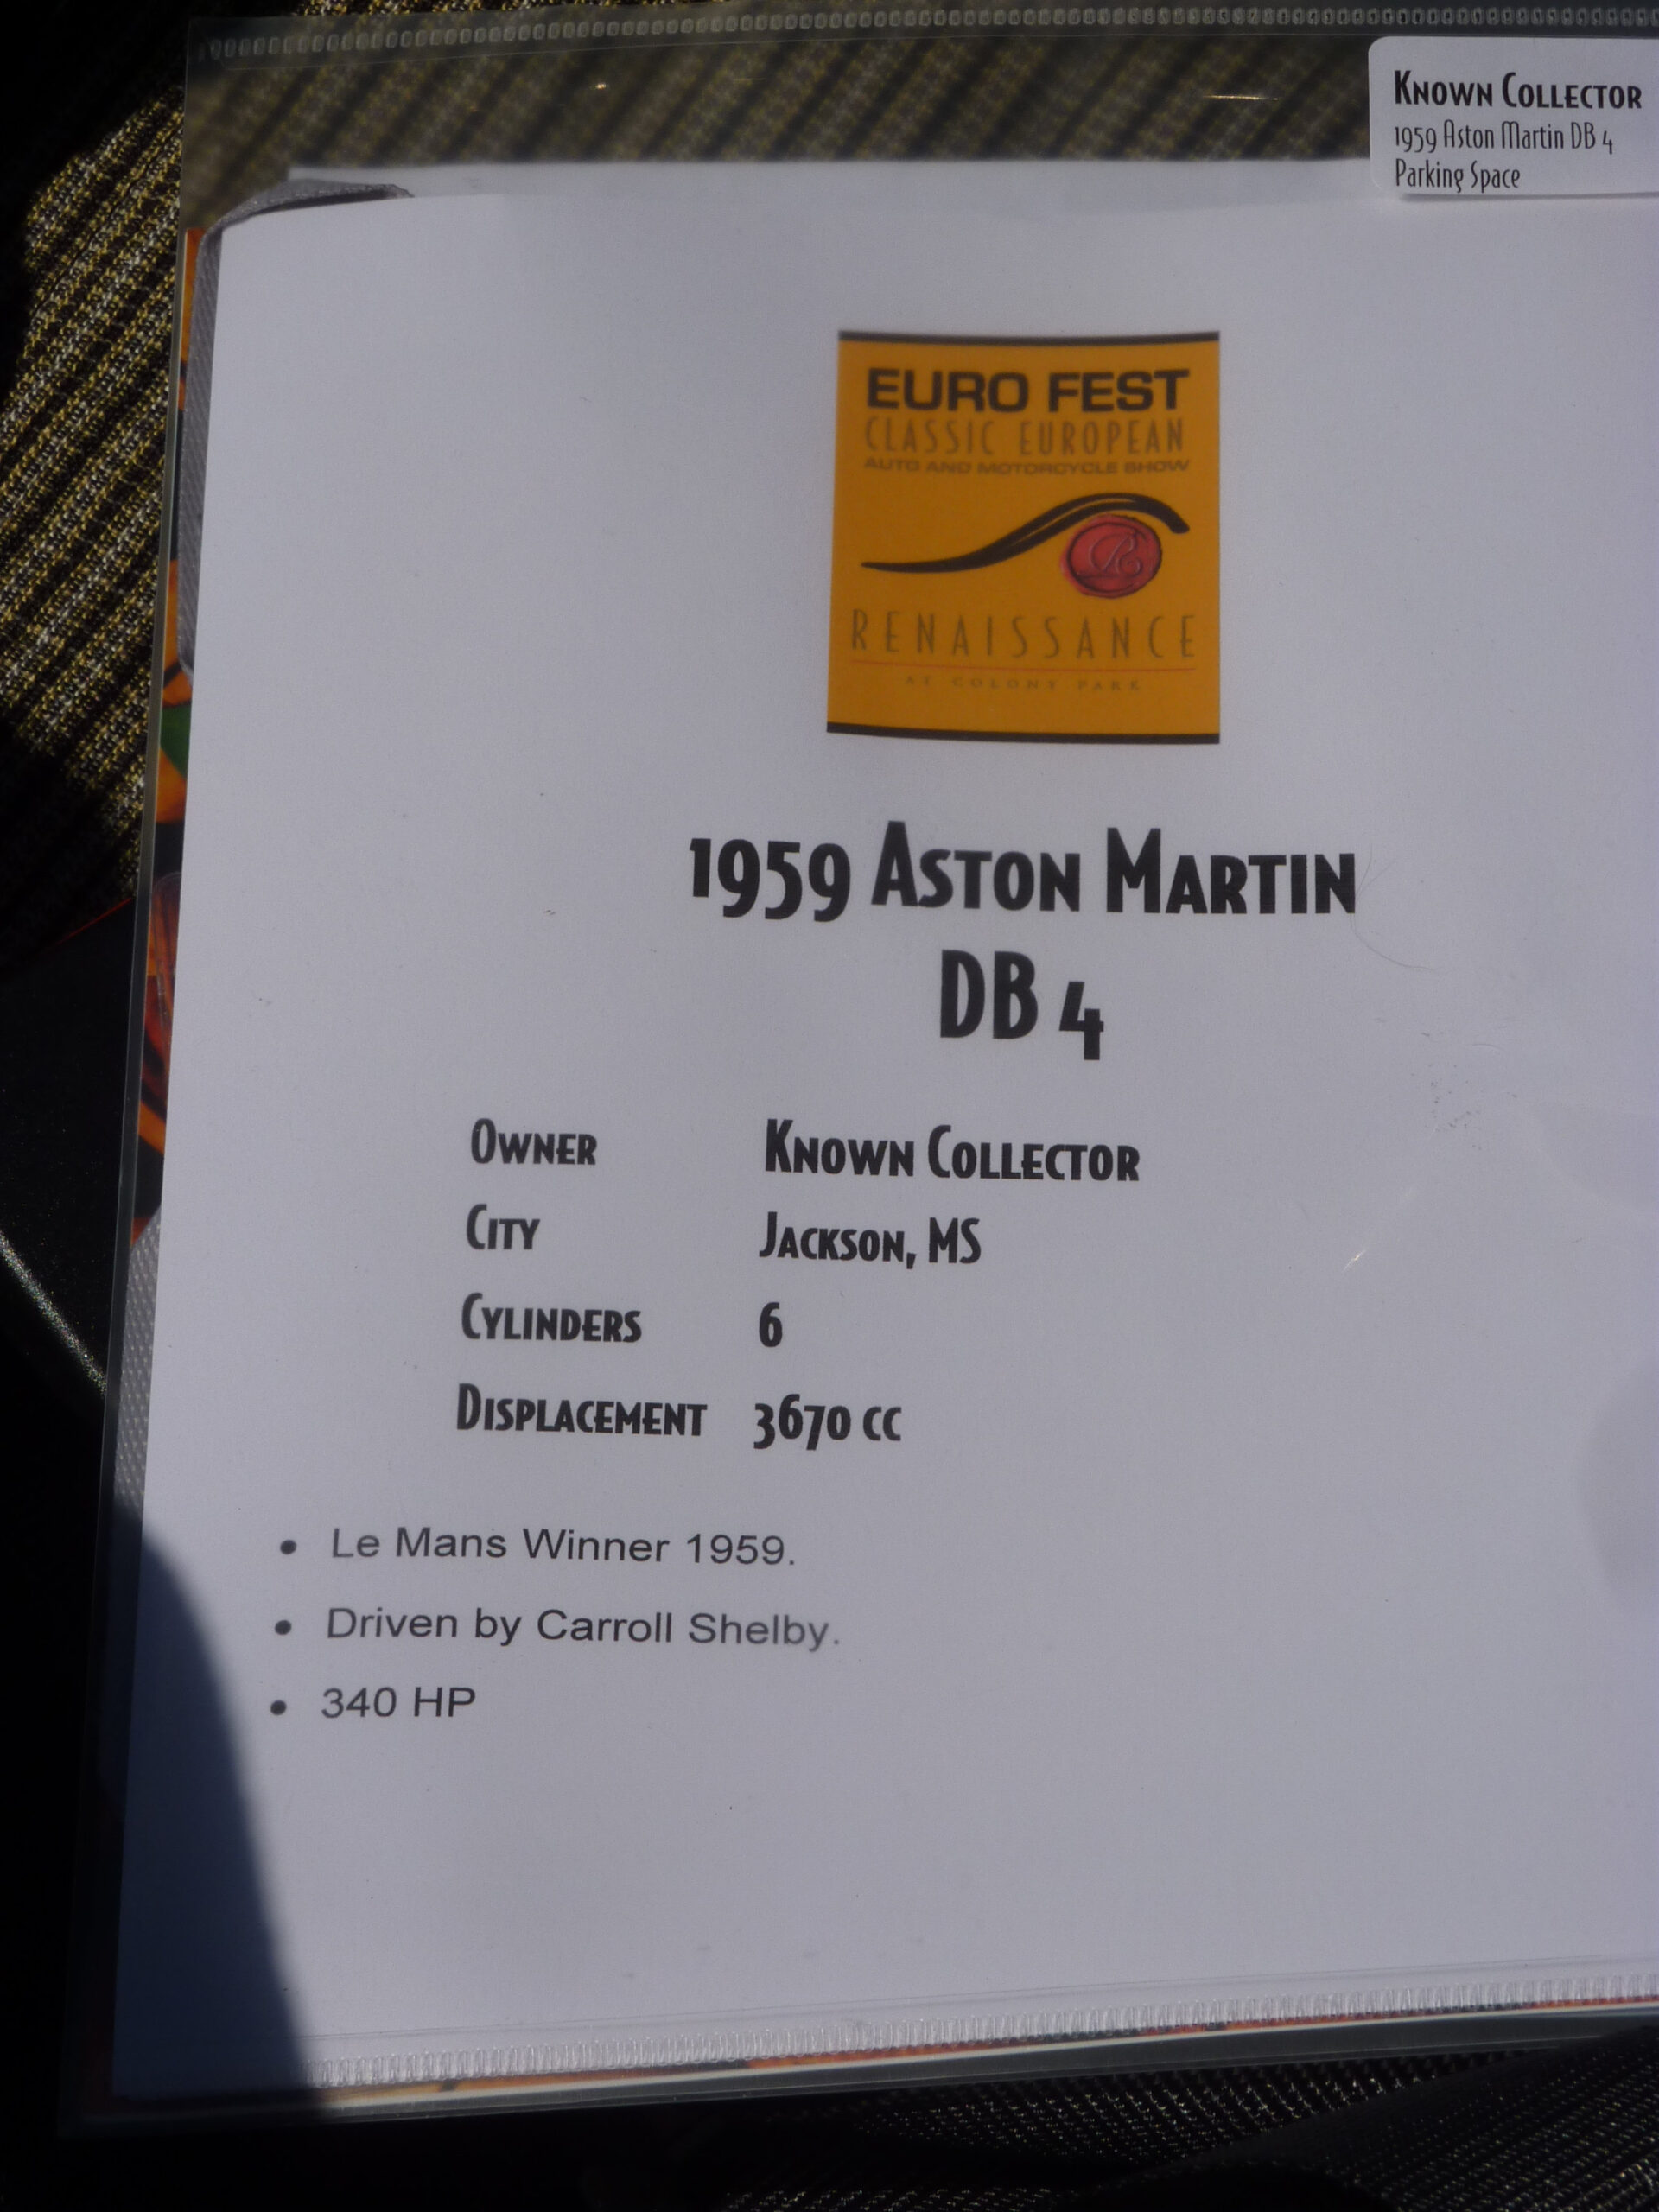 KNOWN COLLECTOR
1959 Aston Martin DB 4
Parking Space
EURO FEST
CLASSIC EUROPEAN
AUTO AND MOTORCYCLE SHOW
R
RENAISSANCE
AT COLONY PARK
1959 ASTON MARTIN
DB 4
OWNER KNOWN COLLECTOR
CITY JACKSON, MS
CYLINDERS 6
DISPLACEMENT 3670 CC
• Le Mans Winner 1959.
• Driven by Carroll Shelby.
• 340 HP